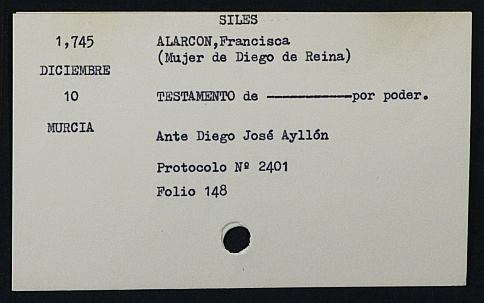 SILES
1,745 ALARCON,Francisca
(Mujer de Diego de Reina)
DICIEMBRE
10 TESTAMENTO de ------------por poder.
MURCIA
Ante Diego José Ayllón
Protocolo Nº 2401
Folio 148